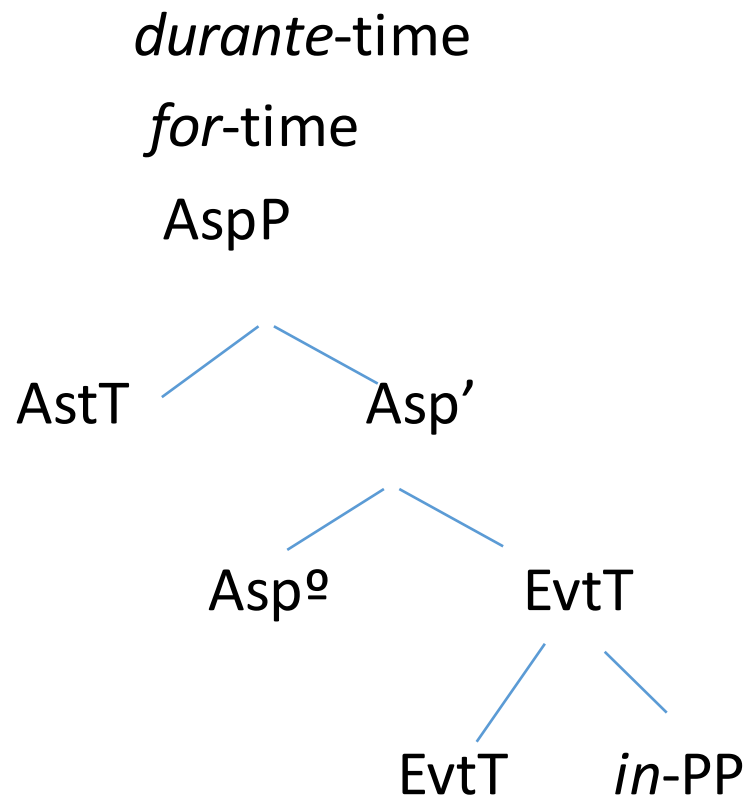 durante-time
for-time
AspP
AstT Asp’
Aspº EvtT
EvtT in-PP